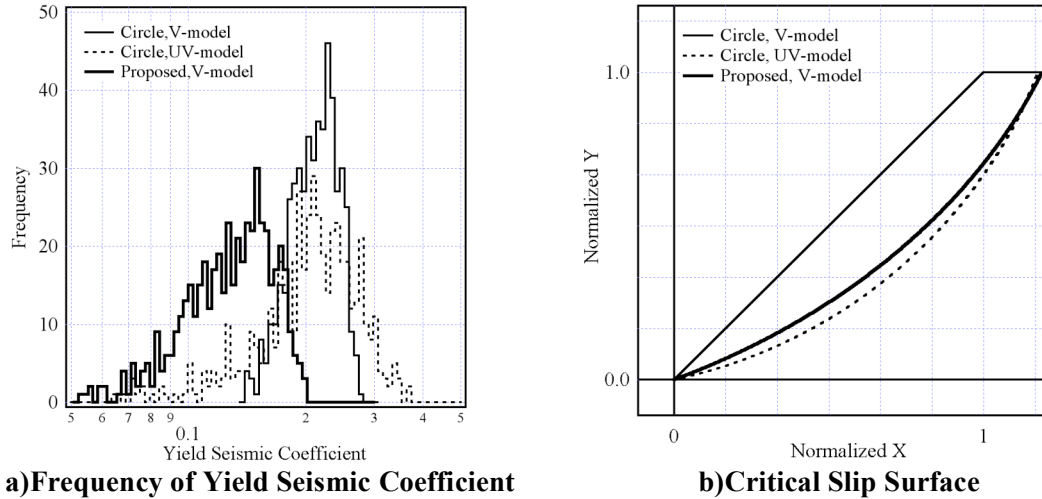 50
40
30
20
10
0
Frequency
Circle,V-model
Circle,UV-model
Proposed,V-model
5 6 7 8 9 2 3 4 5
0.1
Yield Seismic Coefficient
a)Frequency of Yield Seismic Coefficient
1.0
0.0
Normalized Y
Circle, V-model
Circle, UV-model
Proposed, V-model
0 1
Normalized X
b)Critical Slip Surface